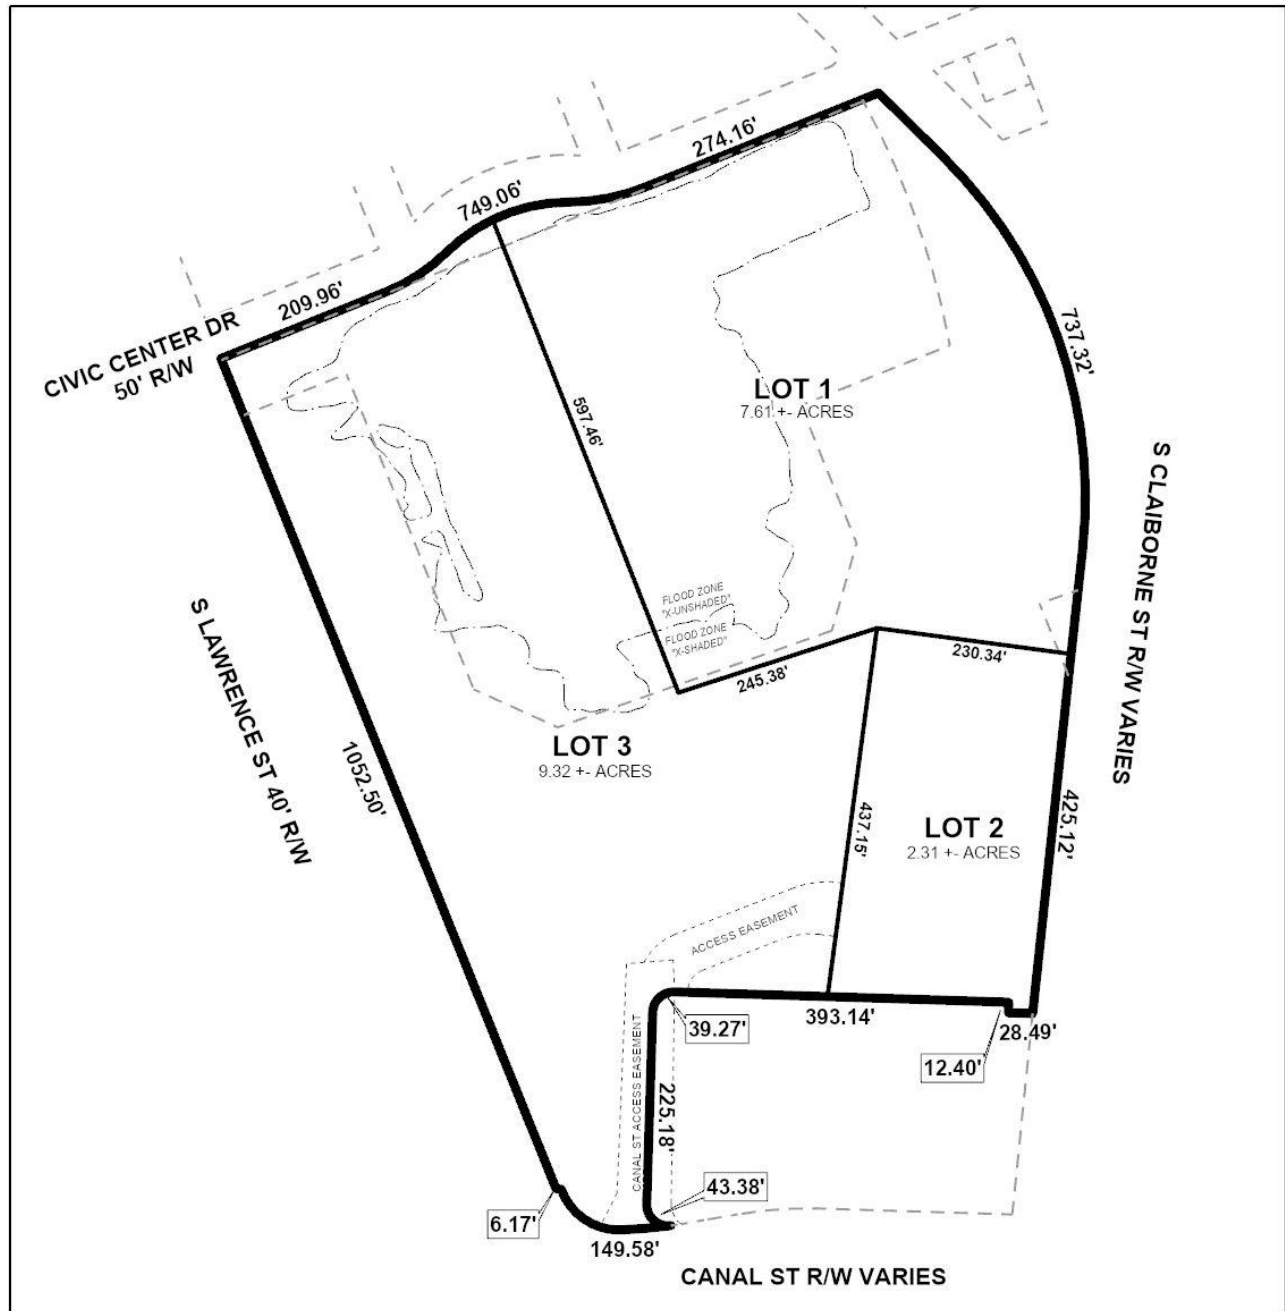 274.16'
749.06'
209.96'
CIVIC CENTER DR
50' R/W
737.32'
LOT 1
7.61 +- ACRES
597.46'
S CLAIBORNE ST R/W VARIES
FLOOD ZONE
"X-UNSHADED"
FLOOD ZONE
"X-SHADED"
230.34'
245.38'
S LAWRENCE ST 40' R/W
1052.50'
LOT 3
9.32 +- ACRES
437.15'
LOT 2
2.31 +- ACRES
425.12'
ACCESS EASEMENT
39.27'
393.14'
28.49'
12.40'
CANAL ST ACCESS EASEMENT
225.18'
43.38'
6.17'
149.58'
CANAL ST R/W VARIES